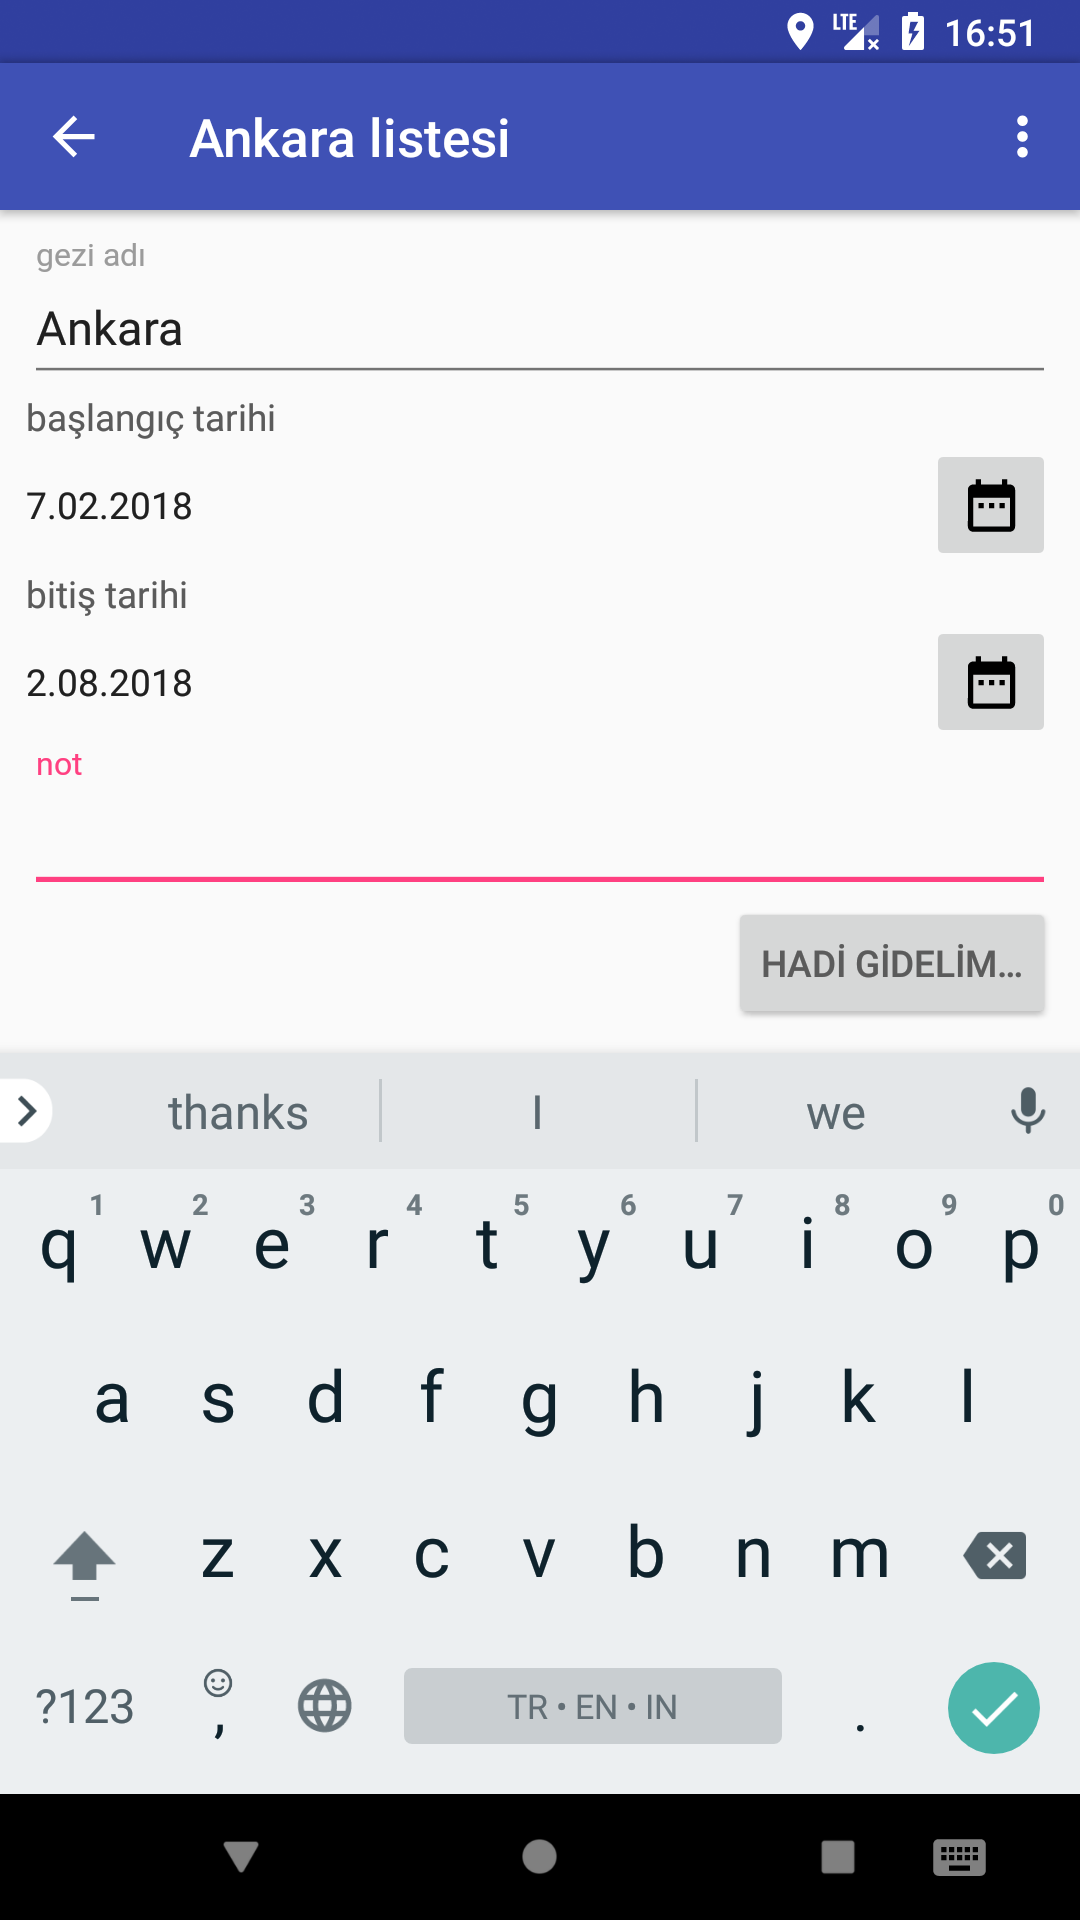 LTE 16:51
Ankara listesi
gezi adı
Ankara
başlangıç tarihi
7.02.2018
bitiş tarihi
2.08.2018
not
HADİ GİDELİM...
thanks I we
1 2 3 4 5 6 7 8 9 0
q w e r t y u i o p
a s d f g h j k l
z x c v b n m
?123 , TR • EN • IN .